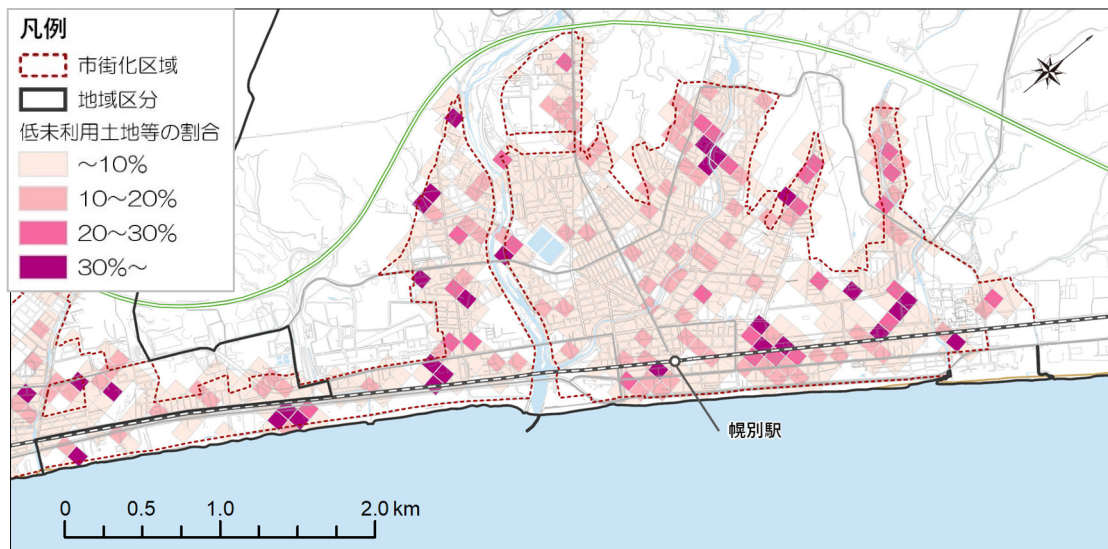 凡例
市街化区域
地域区分
低未利用土地等の割合
～10%
10～20%
20～30%
30%～
幌別駅
0 0.5 1.0 2.0 km